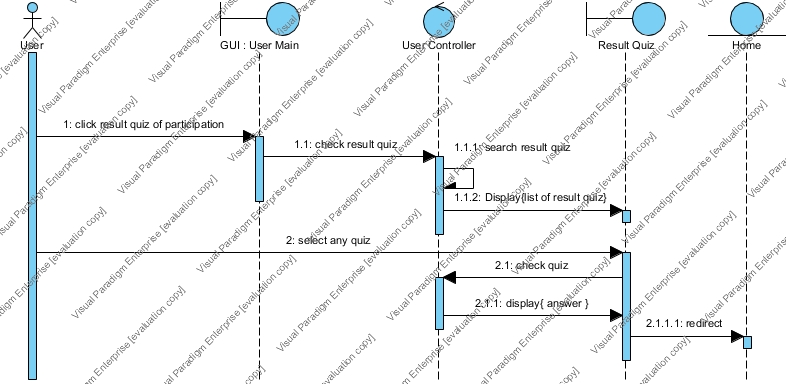 User
GUI : User Main
User Controller
Result Quiz
Home
1: click result quiz of participation
1.1: check result quiz
1.1.1: search result quiz
1.1.2: Display{list of result quiz}
2: select any quiz
2.1: check quiz
2.1.1: display{ answer }
2.1.1.1: redirect
Visual Paradigm Enterprise [evaluation copy]